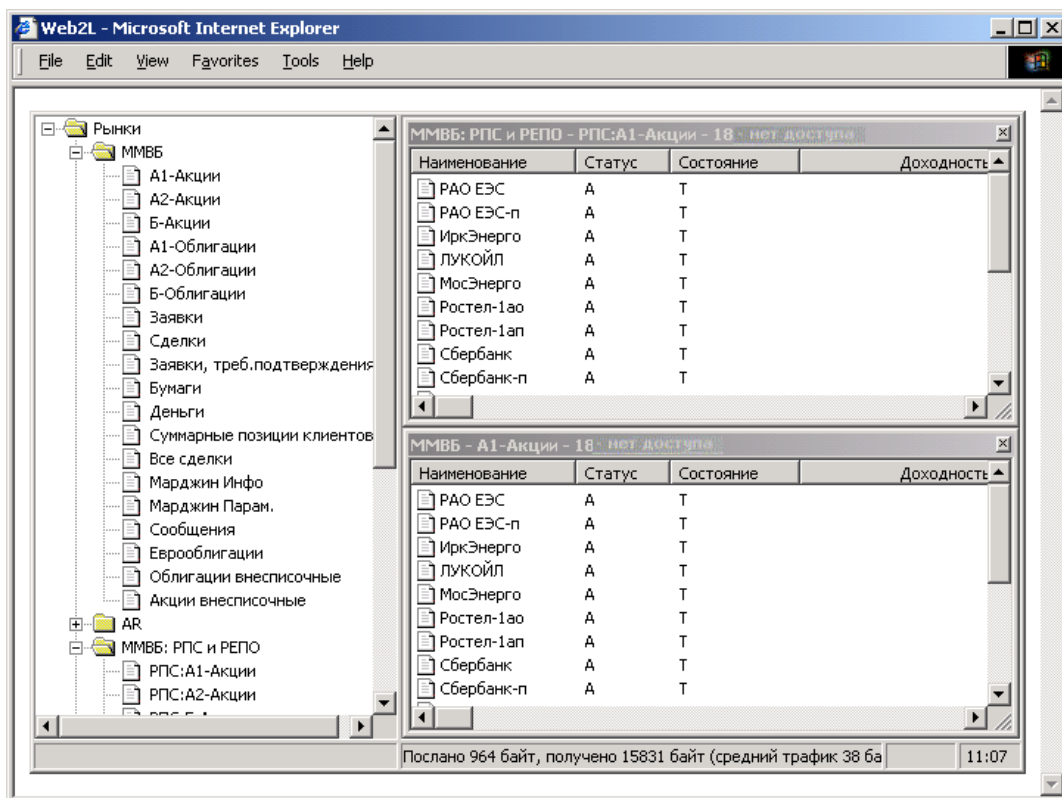 Web2L - Microsoft Internet Explorer
File Edit View Favorites Tools Help
Рынки
ММВБ
А1-Акции
А2-Акции
Б-Акции
А1-Облигации
А2-Облигации
Б-Облигации
Заявки
Сделки
Заявки, треб.подтверждения
Бумаги
Деньги
Суммарные позиции клиентов
Все сделки
Марджин Инфо
Марджин Парам.
Сообщения
Еврооблигации
Облигации внесписочные
Акции внесписочные
AR
ММВБ: РПС и РЕПО
РПС:А1-Акции
РПС:А2-Акции
ММВБ: РПС и РЕПО - РПС:А1-Акции - 18 - нет доступа
Наименование Статус Состояние Доходность
РАО ЕЭС А Т
РАО ЕЭС-п А Т
ИркЭнерго А Т
ЛУКОЙЛ А Т
МосЭнерго А Т
Ростел-1ао А Т
Ростел-1ап А Т
Сбербанк А Т
Сбербанк-п А Т
ММВБ - А1-Акции - 18 - нет доступа
Наименование Статус Состояние Доходность
РАО ЕЭС А Т
РАО ЕЭС-п А Т
ИркЭнерго А Т
ЛУКОЙЛ А Т
МосЭнерго А Т
Ростел-1ао А Т
Ростел-1ап А Т
Сбербанк А Т
Сбербанк-п А Т
Послано 964 байт, получено 15831 байт (средний трафик 38 ба 11:07